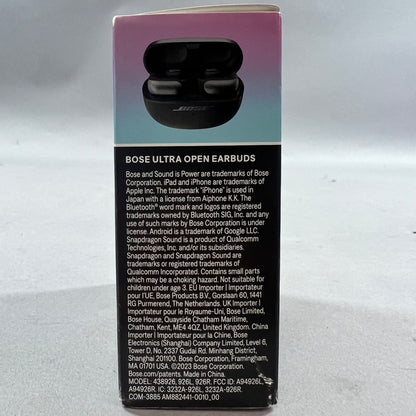 BOSE
BOSE ULTRA OPEN EARBUDS
Bose and Sound is Power are trademarks of Bose
Corporation. iPad and iPhone are trademarks of
Apple Inc. The trademark "iPhone" is used in
Japan with a license from Aiphone K.K. The
Bluetooth® word mark and logos are registered
trademarks owned by Bluetooth SIG, Inc. and any
use of such marks by Bose Corporation is under
license. Android is a trademark of Google LLC.
Snapdragon Sound is a product of Qualcomm
Technologies, Inc. and/or its subsidiaries.
Snapdragon and Snapdragon Sound are
trademarks or registered trademarks of
Qualcomm Incorporated. Contains small parts
which may be a choking hazard. Not suitable for
children under age 3. EU Importer | Importateur
pour l'UE, Bose Products B.V., Gorslaan 60, 1441
RG Purmerend, The Netherlands. UK Importer |
Importateur pour le Royaume-Uni, Bose Limited,
Bose House, Quayside Chatham Maritime,
Chatham, Kent, ME4 4QZ, United Kingdom. China
Importer | Importateur pour la Chine, Bose
Electronics (Shanghai) Company Limited, Level 6,
Tower D, No. 2337 Gudai Rd. Minhang District,
Shanghai 201100. Bose Corporation, Framingham,
MA 01701 USA. ©2023 Bose Corporation.
Bose.com/patents. Made in China.
MODEL: 438926, 926L, 926R. FCC ID: A94926L,
A94926R. IC: 3232A-926L, 3232A-926R.
COM-3885 AM882441-0010_00